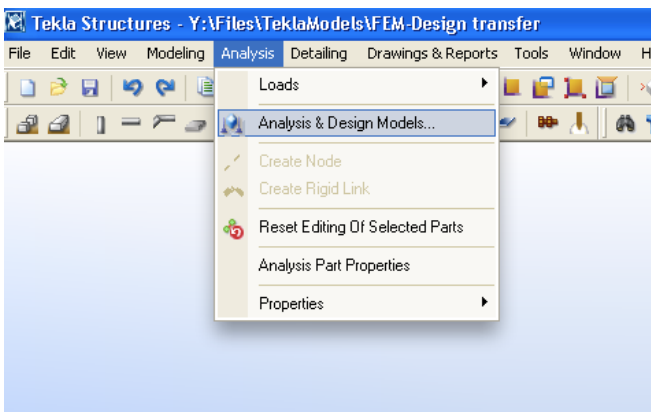 Tekla Structures - Y:\Files\TeklaModels\FEM-Design transfer
File Edit View Modeling Analysis Detailing Drawings & Reports Tools Window H
Loads
Analysis & Design Models...
Create Node
Create Rigid Link
Reset Editing Of Selected Parts
Analysis Part Properties
Properties